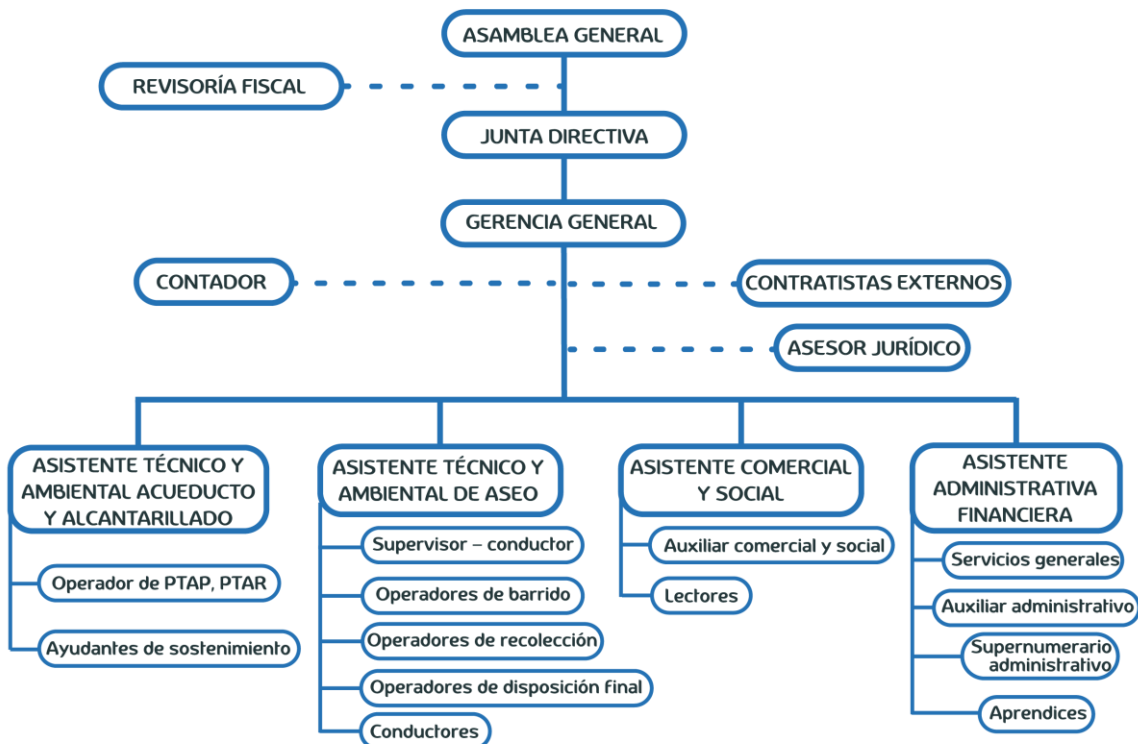 ASAMBLEA GENERAL
REVISORÍA FISCAL
JUNTA DIRECTIVA
GERENCIA GENERAL
CONTADOR
CONTRATISTAS EXTERNOS
ASESOR JURÍDICO
ASISTENTE TÉCNICO Y
AMBIENTAL ACUEDUCTO
Y ALCANTARILLADO
Operador de PTAP, PTAR
Ayudantes de sostenimiento
ASISTENTE TÉCNICO Y
AMBIENTAL DE ASEO
Supervisor – conductor
Operadores de barrido
Operadores de recolección
Operadores de disposición final
Conductores
ASISTENTE COMERCIAL
Y SOCIAL
Auxiliar comercial y social
Lectores
ASISTENTE
ADMINISTRATIVA
FINANCIERA
Servicios generales
Auxiliar administrativo
Supernumerario
administrativo
Aprendices